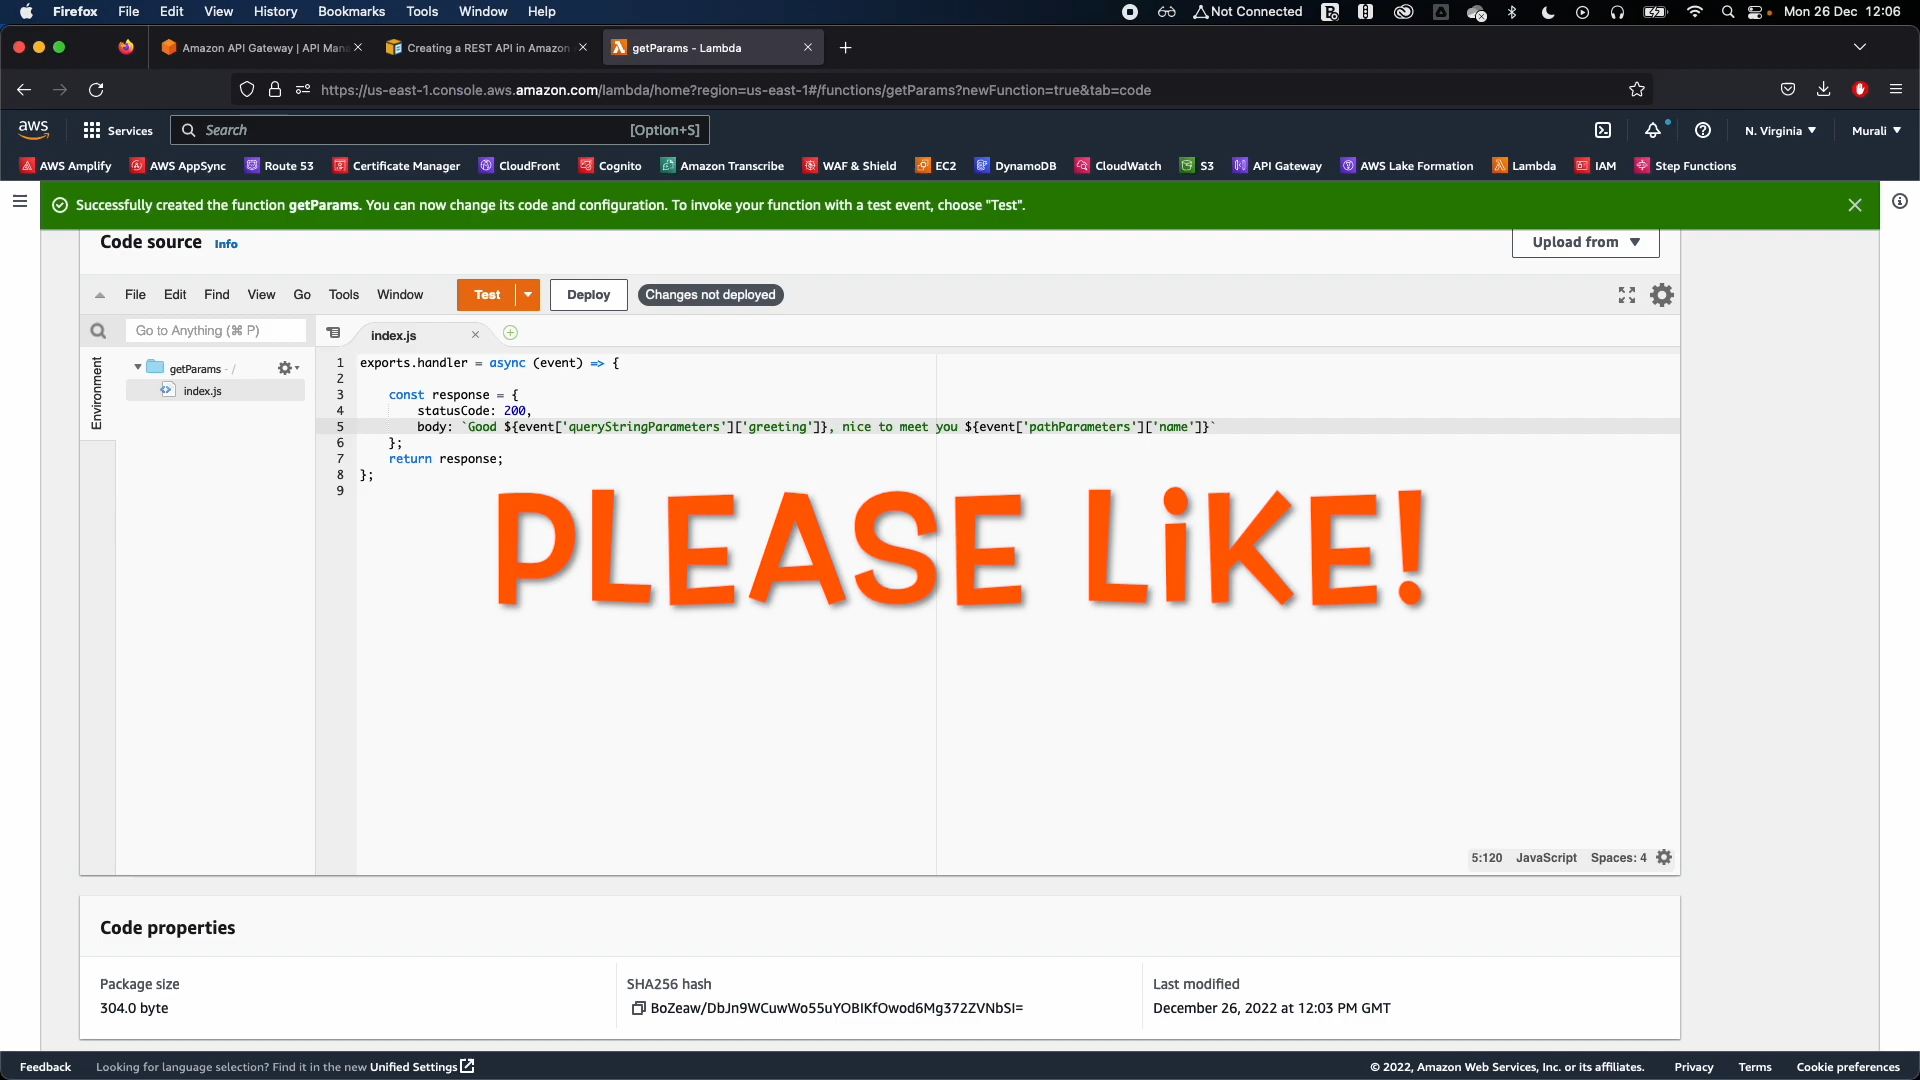 Firefox File Edit View History Bookmarks Tools Window Help Not Connected Mon 26 Dec 12:06
Amazon API Gateway | API Man Creating a REST API in Amazon getParams - Lambda
https://us-east-1.console.aws.amazon.com/lambda/home?region=us-east-1#/functions/getParams?newFunction=true&tab=code
aws Services Search [Option+S] N. Virginia Murali
AWS Amplify AWS AppSync Route 53 Certificate Manager CloudFront Cognito Amazon Transcribe WAF & Shield EC2 DynamoDB CloudWatch S3 API Gateway AWS Lake Formation Lambda IAM Step Functions
Successfully created the function getParams. You can now change its code and configuration. To invoke your function with a test event, choose "Test".
Code source Info Upload from
File Edit Find View Go Tools Window Test Deploy Changes not deployed
Go to Anything (⌘ P) index.js
Environment
getParams - /
index.js
1 exports.handler = async (event) => {
2
3 const response = {
4 statusCode: 200,
5 body: `Good ${event['queryStringParameters']['greeting']}, nice to meet you ${event['pathParameters']['name']}`
6 };
7 return response;
8 };
9
PLEASE LiKE!
5:120 JavaScript Spaces: 4
Code properties
Package size SHA256 hash Last modified
304.0 byte BoZeaw/DbJn9WCuwWo55uYOBIKfOwod6Mg372ZVNbSI= December 26, 2022 at 12:03 PM GMT
Feedback Looking for language selection? Find it in the new Unified Settings © 2022, Amazon Web Services, Inc. or its affiliates. Privacy Terms Cookie preferences